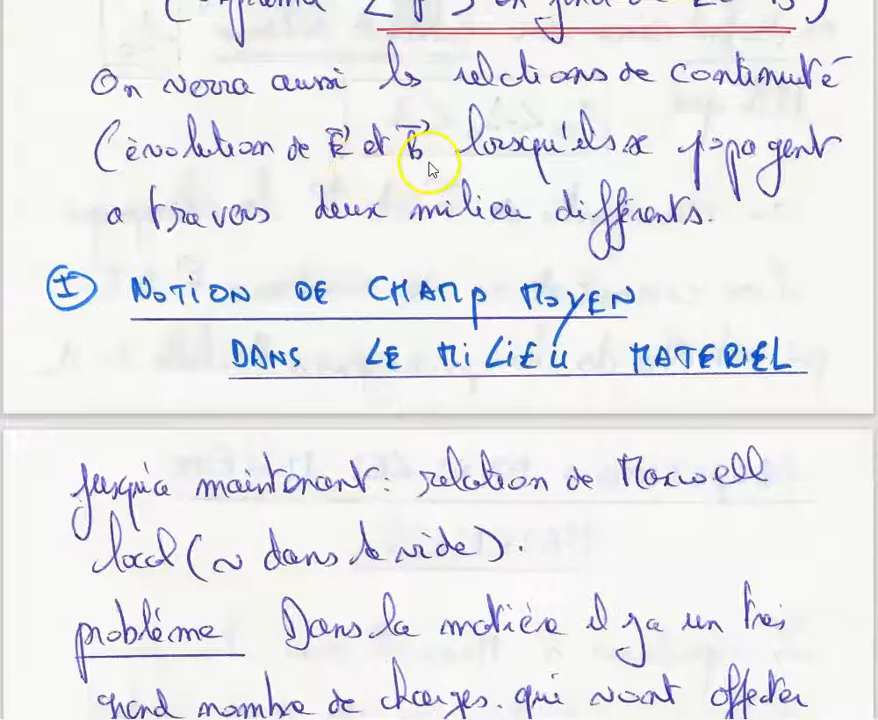 On verra aussi les relations de continuité
(évolution de E et B lorsqu'ils se propagent
a travers deux milieu différents.
I NOTION DE CHAMP MOYEN
DANS LE MILIEU MATERIEL
jusqu'a maintenant : relation de Maxwell
local (~ dans le vide).
problème Dans la matière il y a un très
grand nombre de charges. qui vont affecter